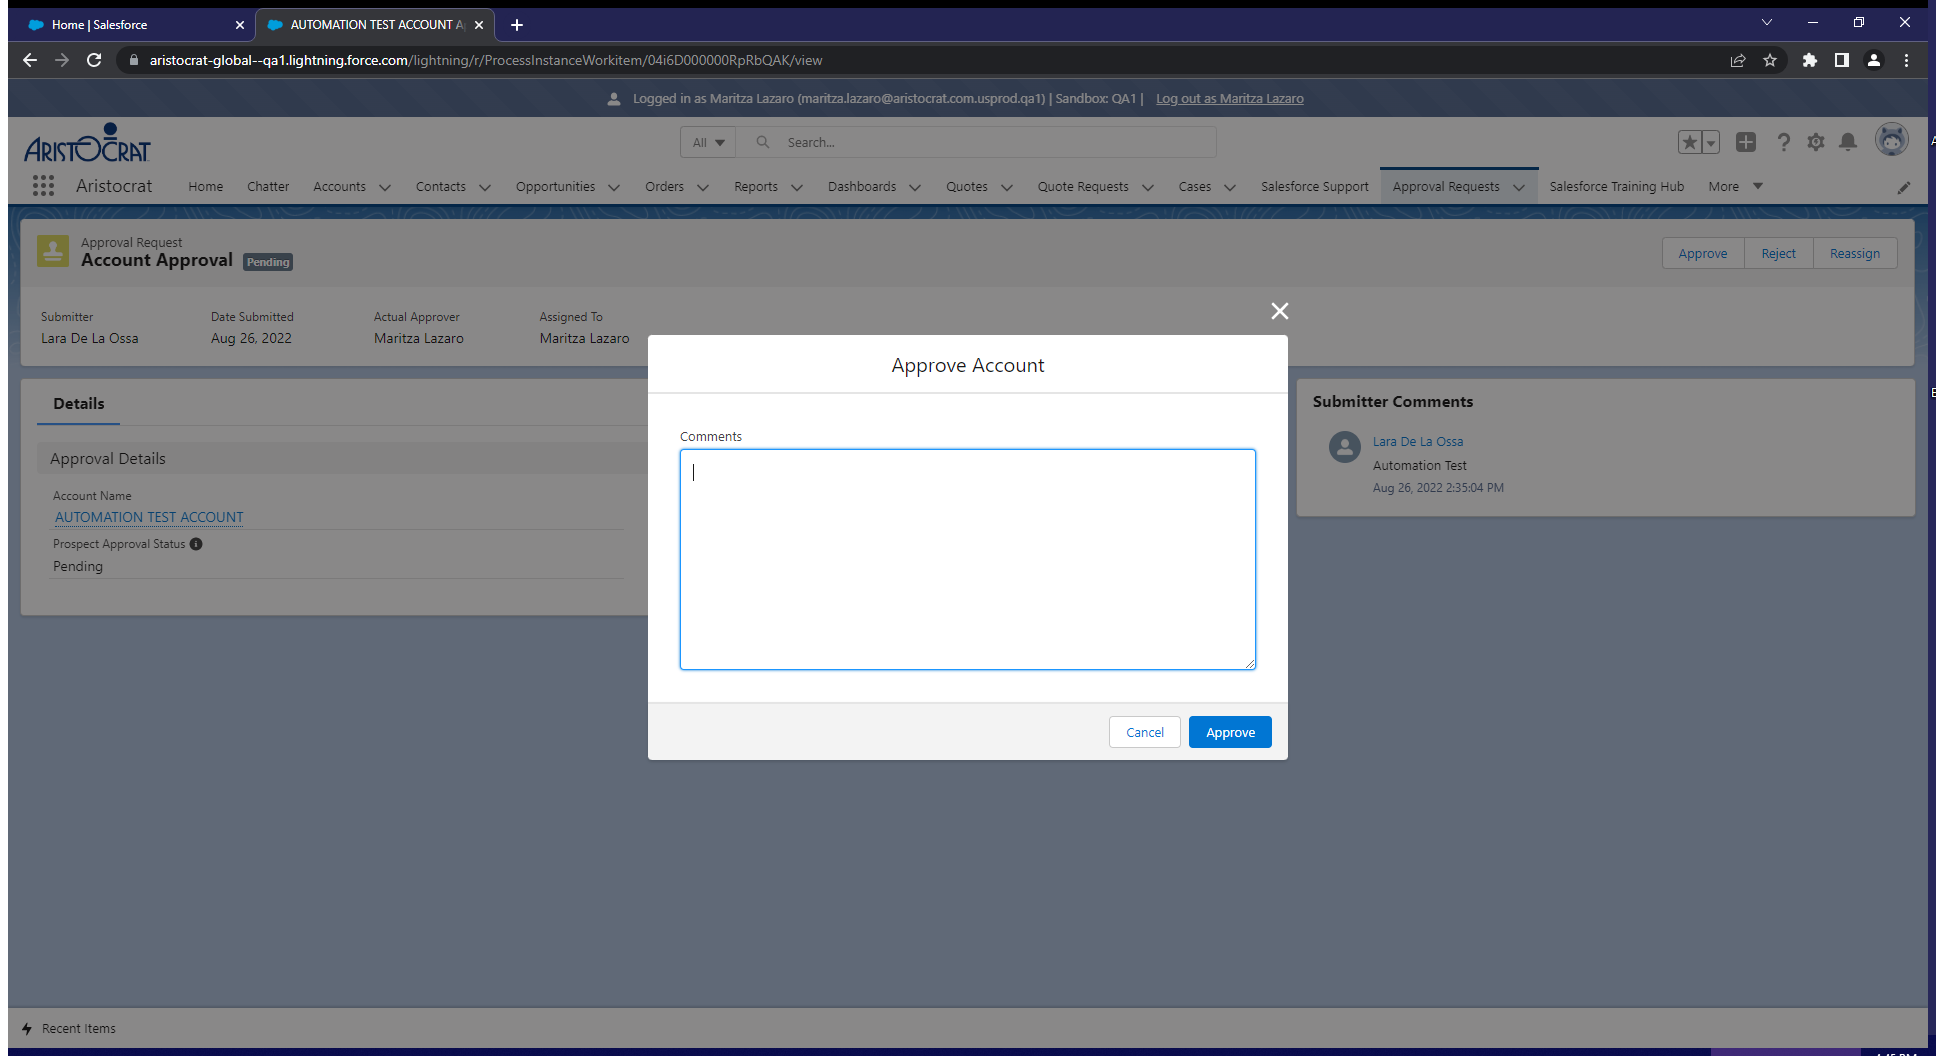 Home | Salesforce
AUTOMATION TEST ACCOUNT A
aristocrat-global--qa1.lightning.force.com/lightning/r/ProcessInstanceWorkitem/04i6D000000RpRbQAK/view
Logged in as Maritza Lazaro (maritza.lazaro@aristocrat.com.usprod.qa1) | Sandbox: QA1 | Log out as Maritza Lazaro
ARISTOCRAT
All
Search...
Aristocrat Home Chatter Accounts Contacts Opportunities Orders Reports Dashboards Quotes Quote Requests Cases Salesforce Support Approval Requests Salesforce Training Hub More
Approval Request
Account Approval Pending
Approve Reject Reassign
Submitter Date Submitted Actual Approver Assigned To
Lara De La Ossa Aug 26, 2022 Maritza Lazaro Maritza Lazaro
Approve Account
Details
Approval Details
Account Name
AUTOMATION TEST ACCOUNT
Prospect Approval Status
Pending
Comments
Cancel Approve
Submitter Comments
Lara De La Ossa
Automation Test
Aug 26, 2022 2:35:04 PM
Recent Items